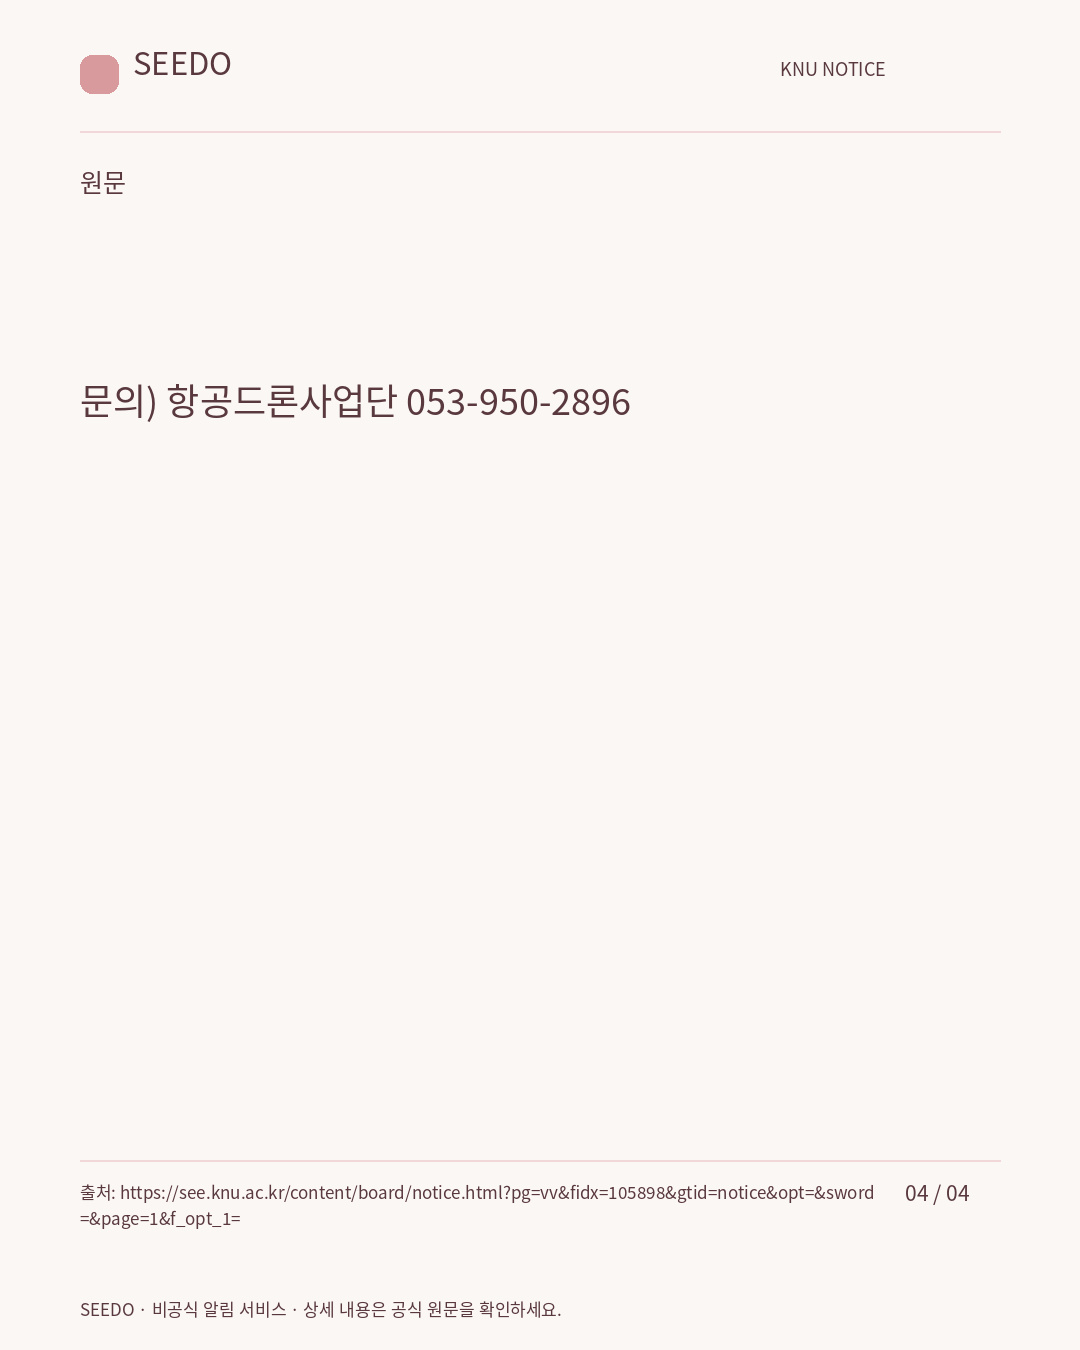 SEEDO
KNU NOTICE
원문
문의) 항공드론사업단 053-950-2896
출처: https://see.knu.ac.kr/content/board/notice.html?pg=vv&fidx=105898&gtid=notice&opt=&sword
=&page=1&f_opt_1=
04 / 04
SEEDO · 비공식 알림 서비스 · 상세 내용은 공식 원문을 확인하세요.